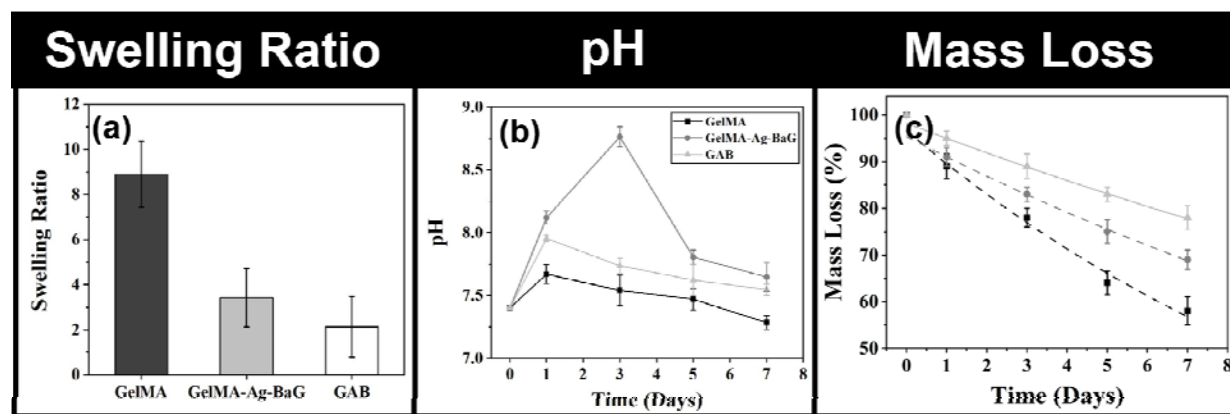 Swelling Ratio
pH
Mass Loss
(a)
Swelling Ratio
12
10
8
6
4
2
0
GelMA
GelMA-Ag-BaG
GAB
(b)
pH
9.0
8.5
8.0
7.5
7.0
GelMA
GelMA-Ag-BaG
GAB
0 1 2 3 4 5 6 7 8
Time (Days)
(c)
Mass Loss (%)
100
90
80
70
60
50
0 1 2 3 4 5 6 7 8
Time (Days)